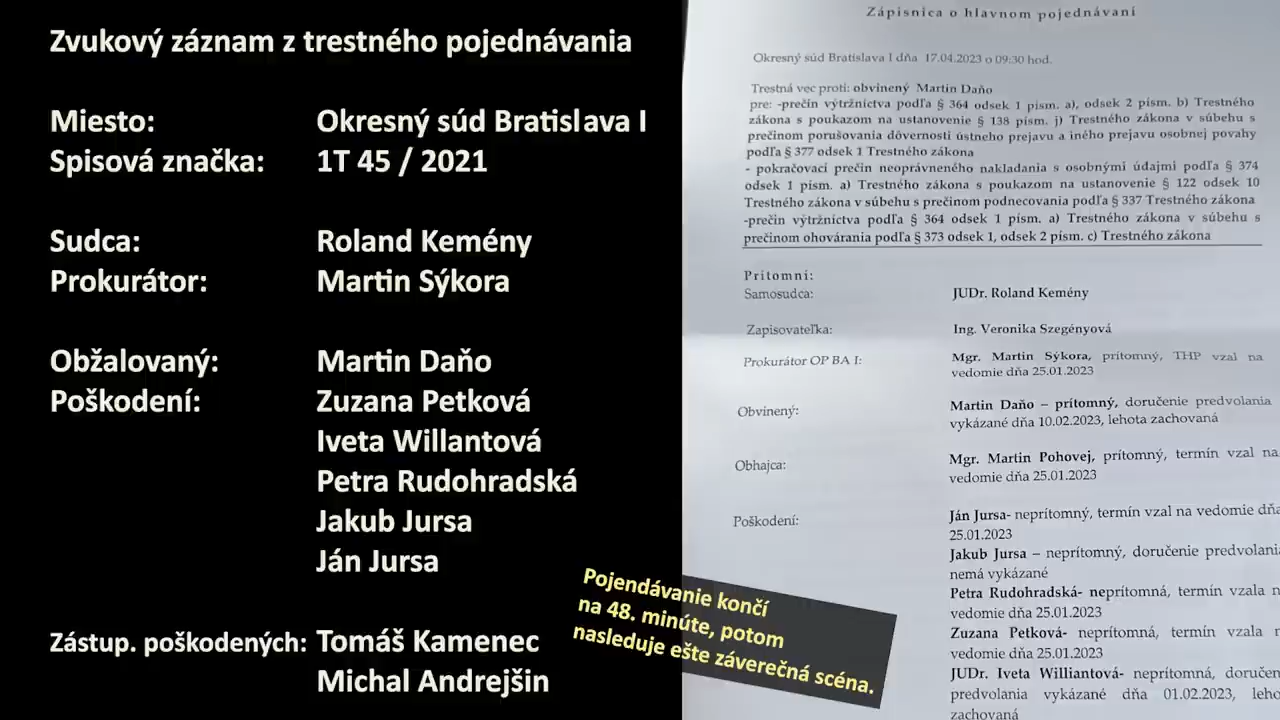 Zvukový záznam z trestného pojednávania
Miesto: Okresný súd Bratislava I
Spisová značka: 1T 45 / 2021
Sudca: Roland Kemény
Prokurátor: Martin Sýkora
Obžalovaný: Martin Daňo
Poškodení: Zuzana Petková
Iveta Willantová
Petra Rudohradská
Jakub Jursa
Ján Jursa
Zástup. poškodených: Tomáš Kamenec
Michal Andrejšin
Pojendávanie končí
na 48. minúte, potom
nasleduje ešte záverečná scéna.
Zápisnica o hlavnom pojednávaní
Okresný súd Bratislava I dňa 17.04.2023 o 09:30 hod.
Trestná vec proti: obvinený Martin Daňo
pre: -prečin výtržníctva podľa § 364 odsek 1 písm. a), odsek 2 písm. b) Trestného
zákona s poukazom na ustanovenie § 138 písm. j) Trestného zákona v súbehu s
prečinom porušovania dôvernosti ústneho prejavu a iného prejavu osobnej povahy
podľa § 377 odsek 1 Trestného zákona
- pokračovací prečin neoprávneného nakladania s osobnými údajmi podľa § 374
odsek 1 písm. a) Trestného zákona s poukazom na ustanovenie § 122 odsek 10
Trestného zákona v súbehu s prečinom podnecovania podľa § 337 Trestného zákona
-prečin výtržníctva podľa § 364 odsek 1 písm. a) Trestného zákona v súbehu s
prečinom ohovárania podľa § 373 odsek 1, odsek 2 písm. c) Trestného zákona
Prítomní:
Samosudca: JUDr. Roland Kemény
Zapisovateľka: Ing. Veronika Szegényová
Prokurátor OP BA I: Mgr. Martin Sýkora, prítomný, THP vzal na
vedomie dňa 25.01.2023
Obvinený: Martin Daňo – prítomný, doručenie predvolania
vykázané dňa 10.02.2023, lehota zachovaná
Obhajca: Mgr. Martin Pohovej, prítomný, termín vzal na
vedomie dňa 25.01.2023
Poškodení: Ján Jursa- neprítomný, termín vzal na vedomie dňa
25.01.2023
Jakub Jursa – neprítomný, doručenie predvolania
nemá vykázané
Petra Rudohradská- neprítomná, termín vzala n
vedomie dňa 25.01.2023
Zuzana Petková- neprítomná, termín vzala n
vedomie dňa 25.01.2023
JUDr. Iveta Williantová- neprítomná, doručen
predvolania vykázané dňa 01.02.2023, leho
zachovaná